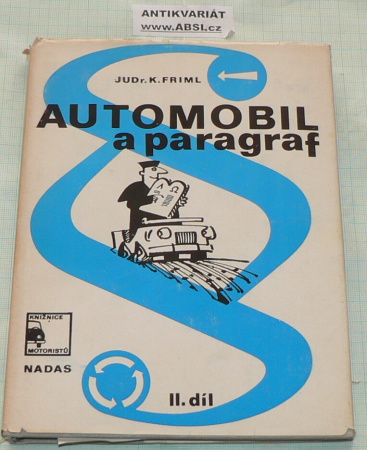 ANTIKVARIÁT
www.ABSI.cz
JUDr. K. FRIML
AUTOMOBIL
a paragraf
KNIŽNICE
MOTORISTŮ
NADAS
II. díl